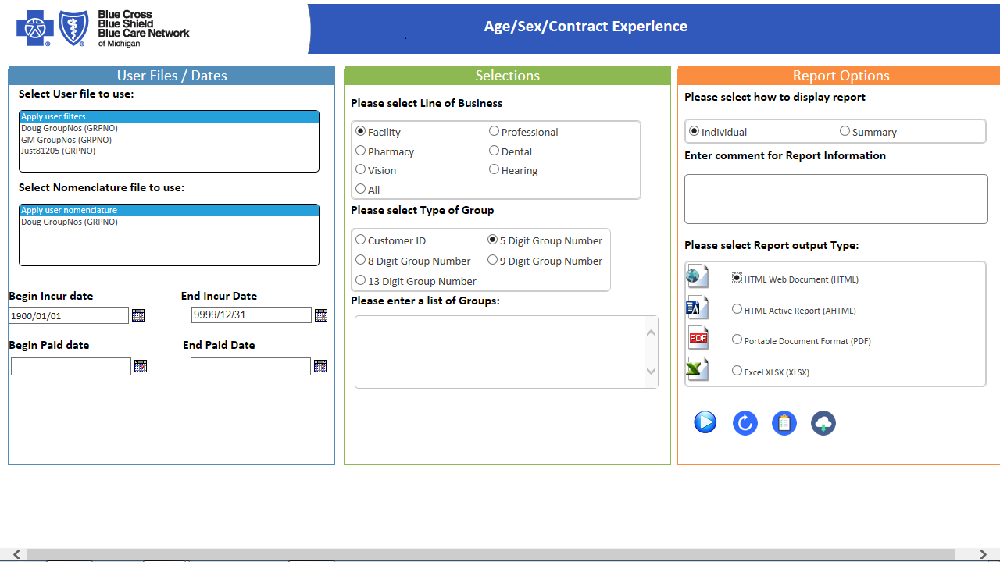 Blue Cross
Blue Shield
Blue Care Network
of Michigan
Age/Sex/Contract Experience
User Files / Dates
Select User file to use:
Apply user filters
Doug GroupNos (GRPNO)
GM GroupNos (GRPNO)
Just81205 (GRPNO)
Select Nomenclature file to use:
Apply user nomenclature
Doug GroupNos (GRPNO)
Begin Incur date End Incur Date
1900/01/01 9999/12/31
Begin Paid date End Paid Date
Selections
Please select Line of Business
Facility Professional
Pharmacy Dental
Vision Hearing
All
Please select Type of Group
Customer ID 5 Digit Group Number
8 Digit Group Number 9 Digit Group Number
13 Digit Group Number
Please enter a list of Groups:
Report Options
Please select how to display report
Individual Summary
Enter comment for Report Information
Please select Report output Type:
HTML Web Document (HTML)
A HTML Active Report (AHTML)
PDF Portable Document Format (PDF)
X Excel XLSX (XLSX)